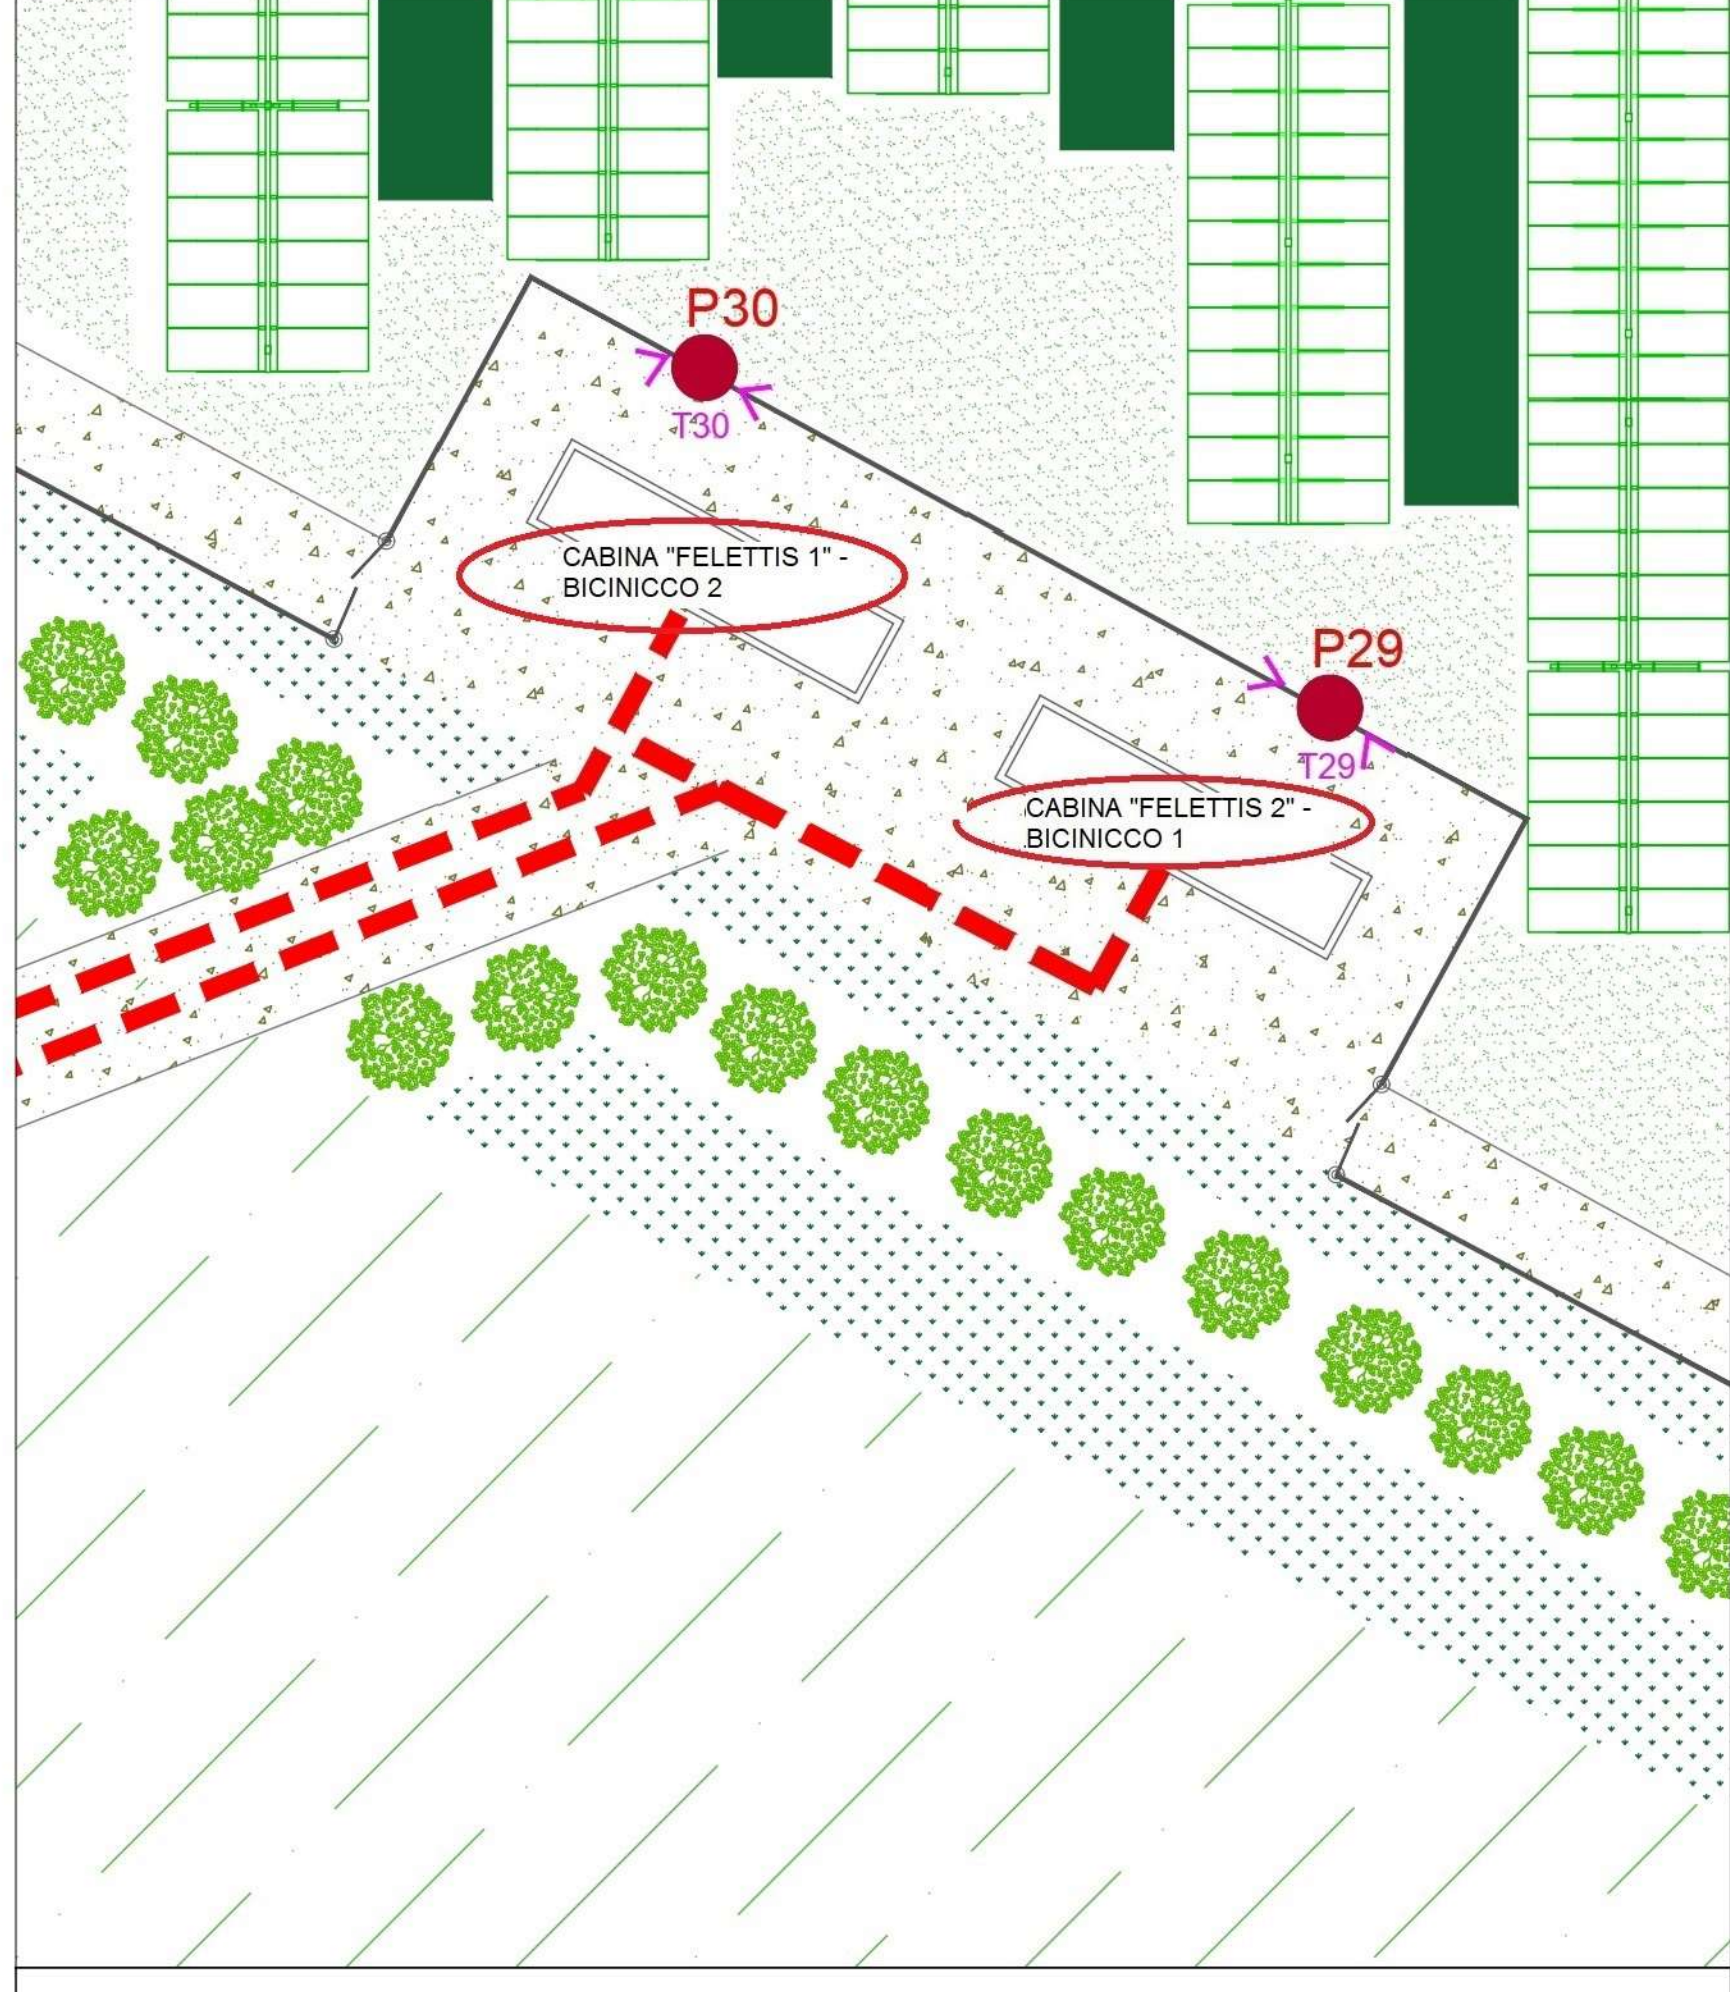 P30
T30
CABINA "FELETTIS 1" -
BICINICCO 2
P29
T29
CABINA "FELETTIS 2" -
BICINICCO 1